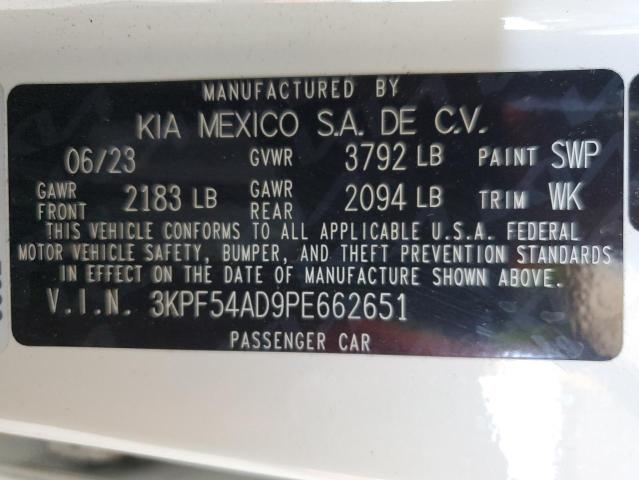 MANUFACTURED BY
KIA MEXICO S.A. DE C.V.
06/23 GVWR 3792 LB PAINT SWP
GAWR FRONT 2183 LB GAWR REAR 2094 LB TRIM WK
THIS VEHICLE CONFORMS TO ALL APPLICABLE U.S.A. FEDERAL
MOTOR VEHICLE SAFETY, BUMPER, AND THEFT PREVENTION STANDARDS
IN EFFECT ON THE DATE OF MANUFACTURE SHOWN ABOVE.
V.I.N. 3KPF54AD9PE662651
PASSENGER CAR